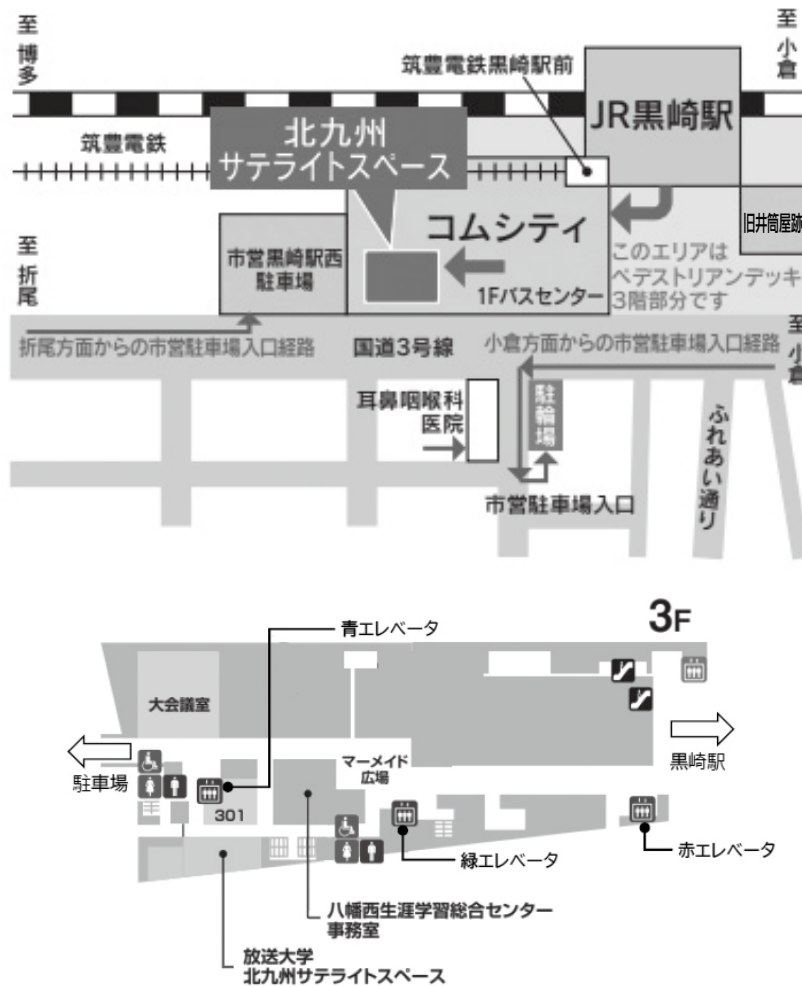 至
博
多
至
小
倉
筑豊電鉄黒崎駅前
JR黒崎駅
筑豊電鉄
北九州
サテライトスペース
コムシティ
旧井筒屋跡
至
折
尾
市営黒崎駅西
駐車場
1Fバスセンター
このエリアは
ペデストリアンデッキ
3階部分です
折尾方面からの市営駐車場入口経路
国道3号線
小倉方面からの市営駐車場入口経路
至
小
倉
耳鼻咽喉科
医院
駐輪場
ふれあい通り
市営駐車場入口
3F
青エレベータ
大会議室
駐車場
マーメイド
広場
黒崎駅
301
緑エレベータ
赤エレベータ
八幡西生涯学習総合センター
事務室
放送大学
北九州サテライトスペース